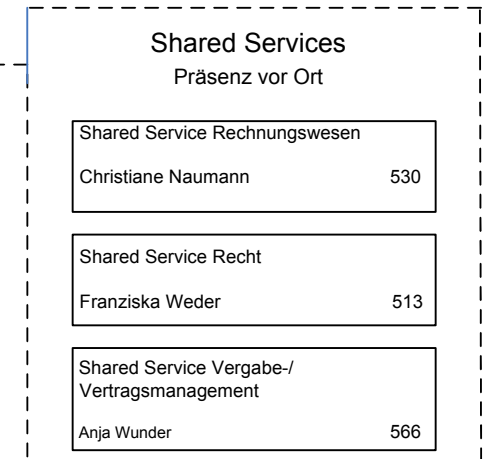 Shared Services
Präsenz vor Ort
Shared Service Rechnungswesen
Christiane Naumann 530
Shared Service Recht
Franziska Weder 513
Shared Service Vergabe-/
Vertragsmanagement
Anja Wunder 566